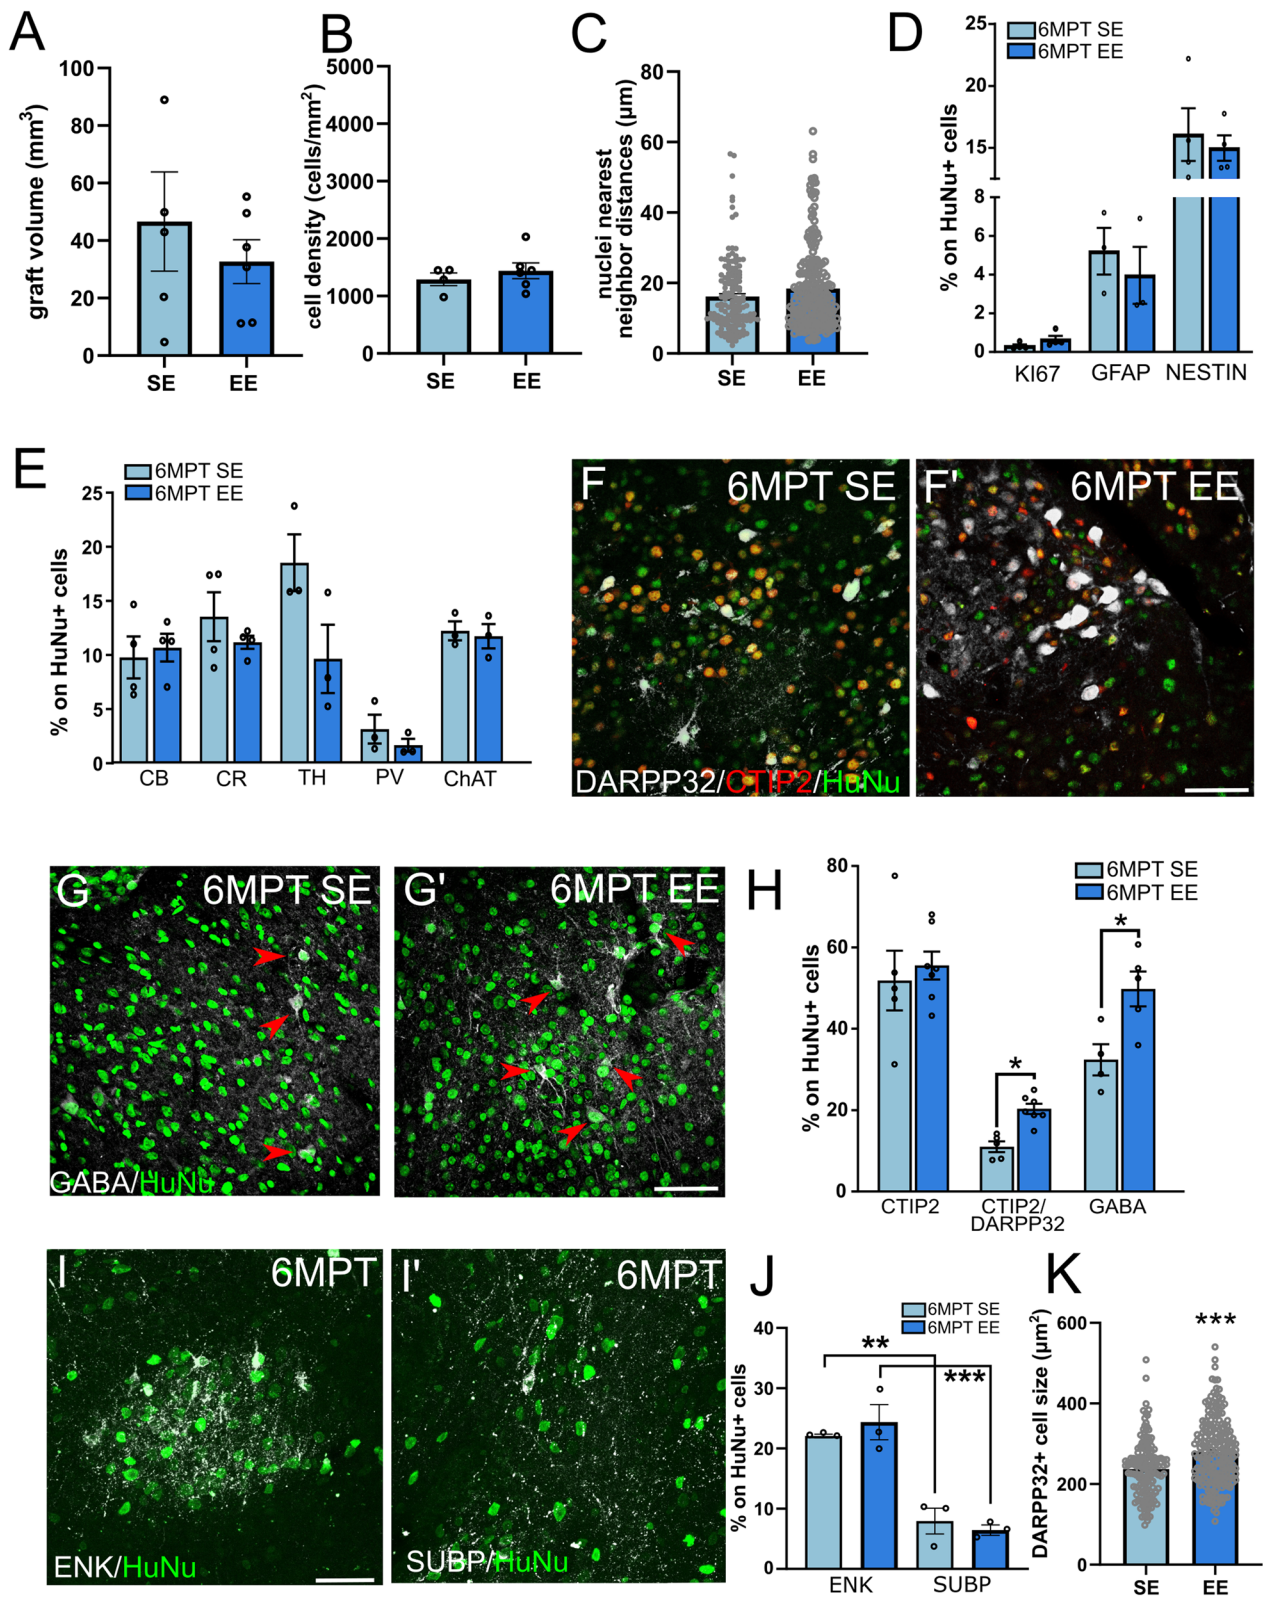 A
graft volume (mm³)
100
80
60
40
20
0
SE
EE
B
cell density (cells/mm²)
5000
4000
3000
2000
1000
0
SE
EE
C
nuclei nearest
neighbor distances (µm)
80
60
40
20
0
SE
EE
D
% on HuNu+ cells
6MPT SE
6MPT EE
25
20
15
8
6
4
2
0
KI67
GFAP
NESTIN
E
% on HuNu+ cells
6MPT SE
6MPT EE
25
20
15
10
5
0
CB
CR
TH
PV
ChAT
F
6MPT SE
DARPP32/CTIP2/HuNu
F'
6MPT EE
G
6MPT SE
GABA/HuNu
G'
6MPT EE
H
% on HuNu+ cells
6MPT SE
6MPT EE
80
60
40
20
0
*
*
CTIP2
CTIP2/
DARPP32
GABA
I
6MPT
ENK/HuNu
I'
6MPT
SUBP/HuNu
J
% on HuNu+ cells
6MPT SE
6MPT EE
40
30
20
10
0
**
***
ENK
SUBP
K
DARPP32+ cell size (µm²)
600
400
200
0
***
SE
EE